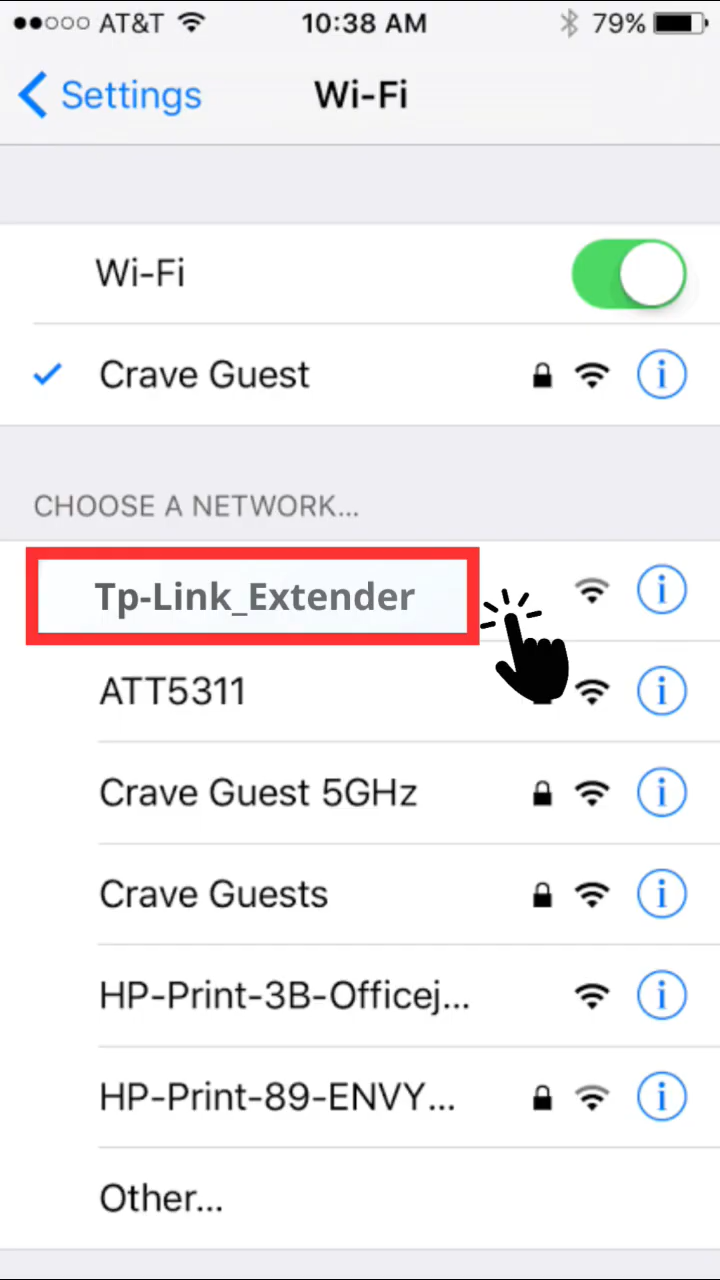 AT&T 10:38 AM 79%
Settings Wi-Fi
Wi-Fi
Crave Guest
CHOOSE A NETWORK...
Tp-Link_Extender
ATT5311
Crave Guest 5GHz
Crave Guests
HP-Print-3B-Officej...
HP-Print-89-ENVY...
Other...